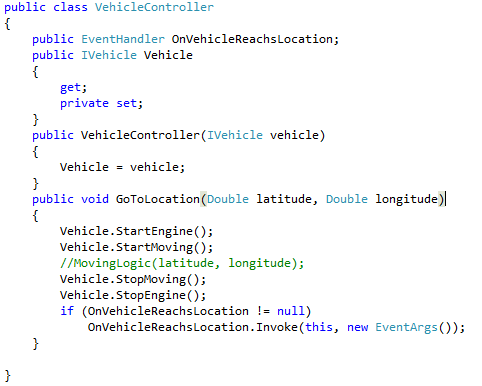 public class VehicleController
{
    public EventHandler OnVehicleReachsLocation;
    public IVehicle Vehicle
    {
        get;
        private set;
    }
    public VehicleController(IVehicle vehicle)
    {
        Vehicle = vehicle;
    }
    public void GoToLocation(Double latitude, Double longitude)
    {
        Vehicle.StartEngine();
        Vehicle.StartMoving();
        //MovingLogic(latitude, longitude);
        Vehicle.StopMoving();
        Vehicle.StopEngine();
        if (OnVehicleReachsLocation != null)
            OnVehicleReachsLocation.Invoke(this, new EventArgs());
    }
}